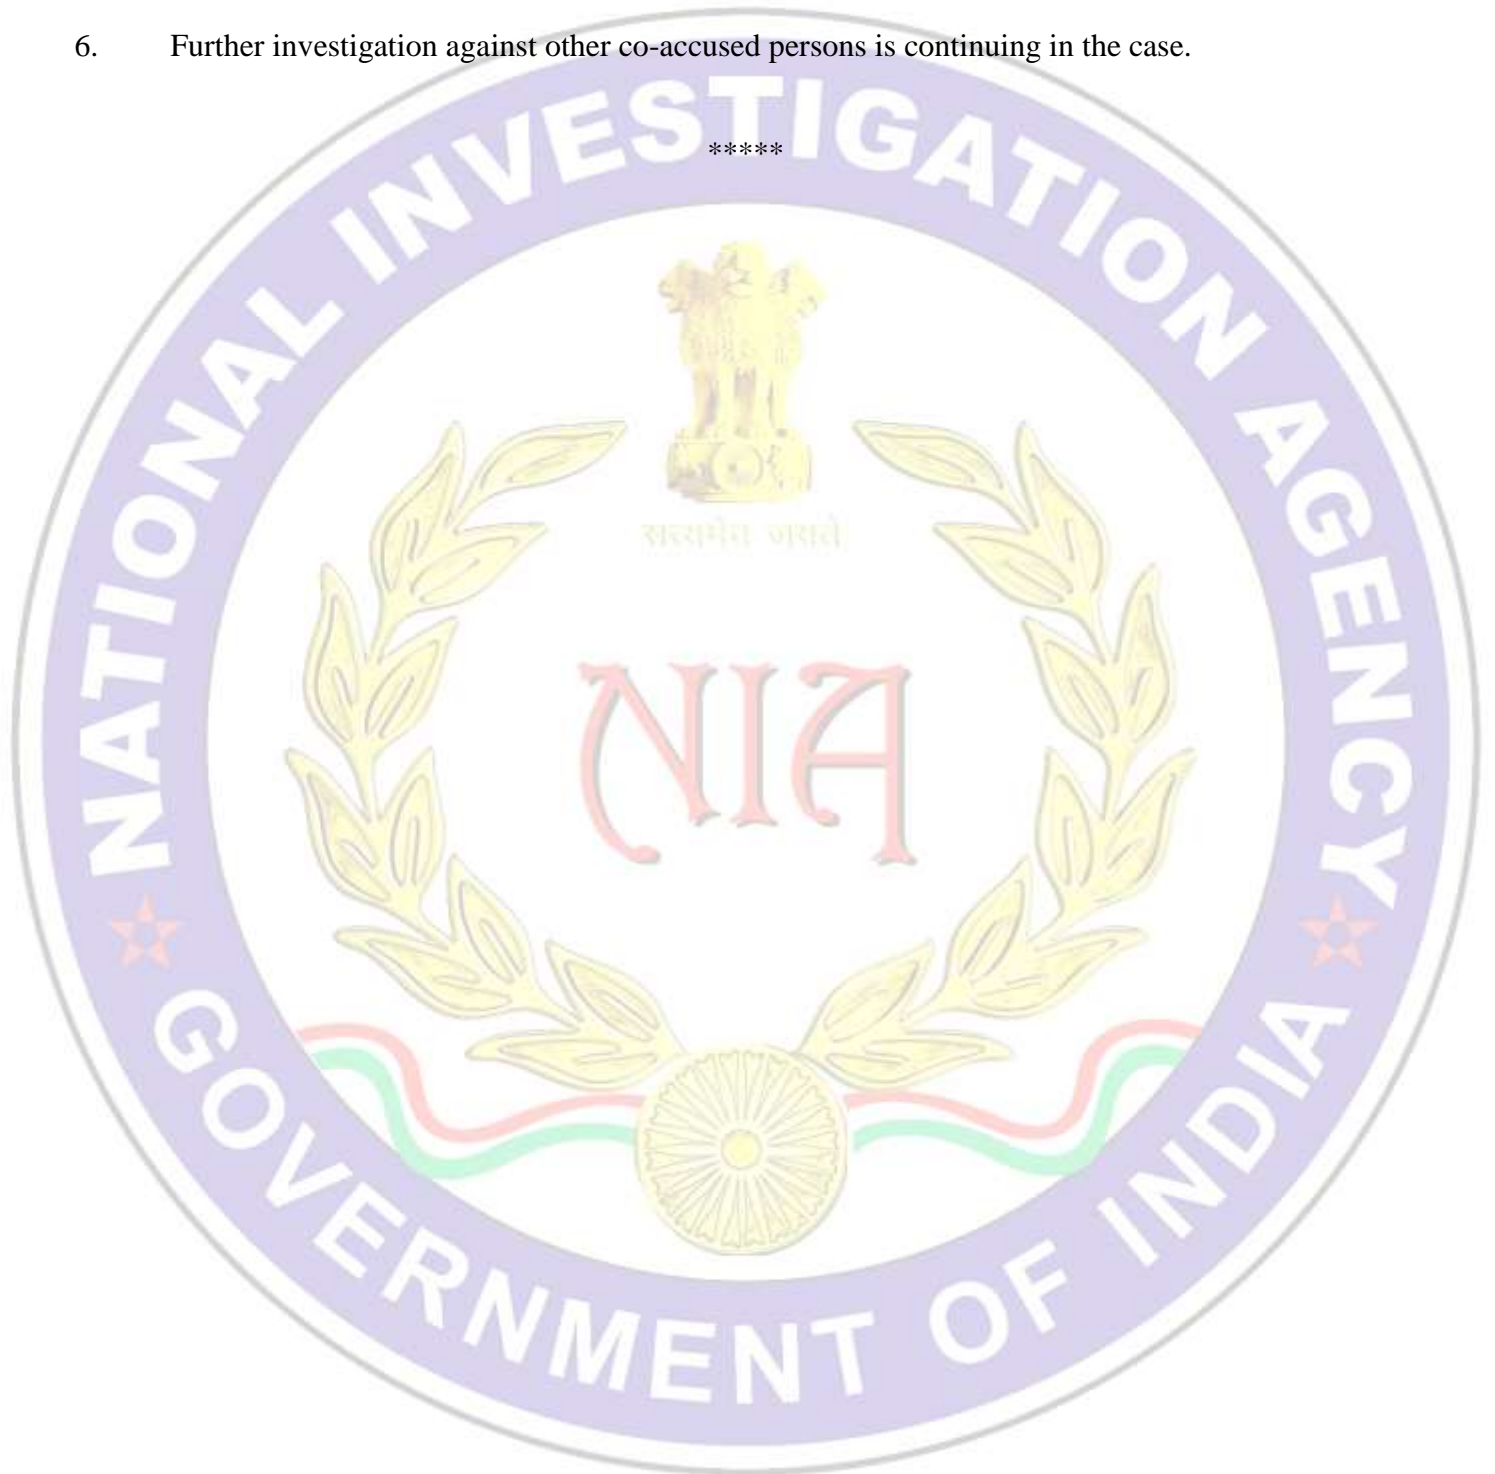 6. Further investigation against other co-accused persons is continuing in the case.
*****
NATIONAL INVESTIGATION AGENCY
सत्यमेव जयते
NIA
GOVERNMENT OF INDIA